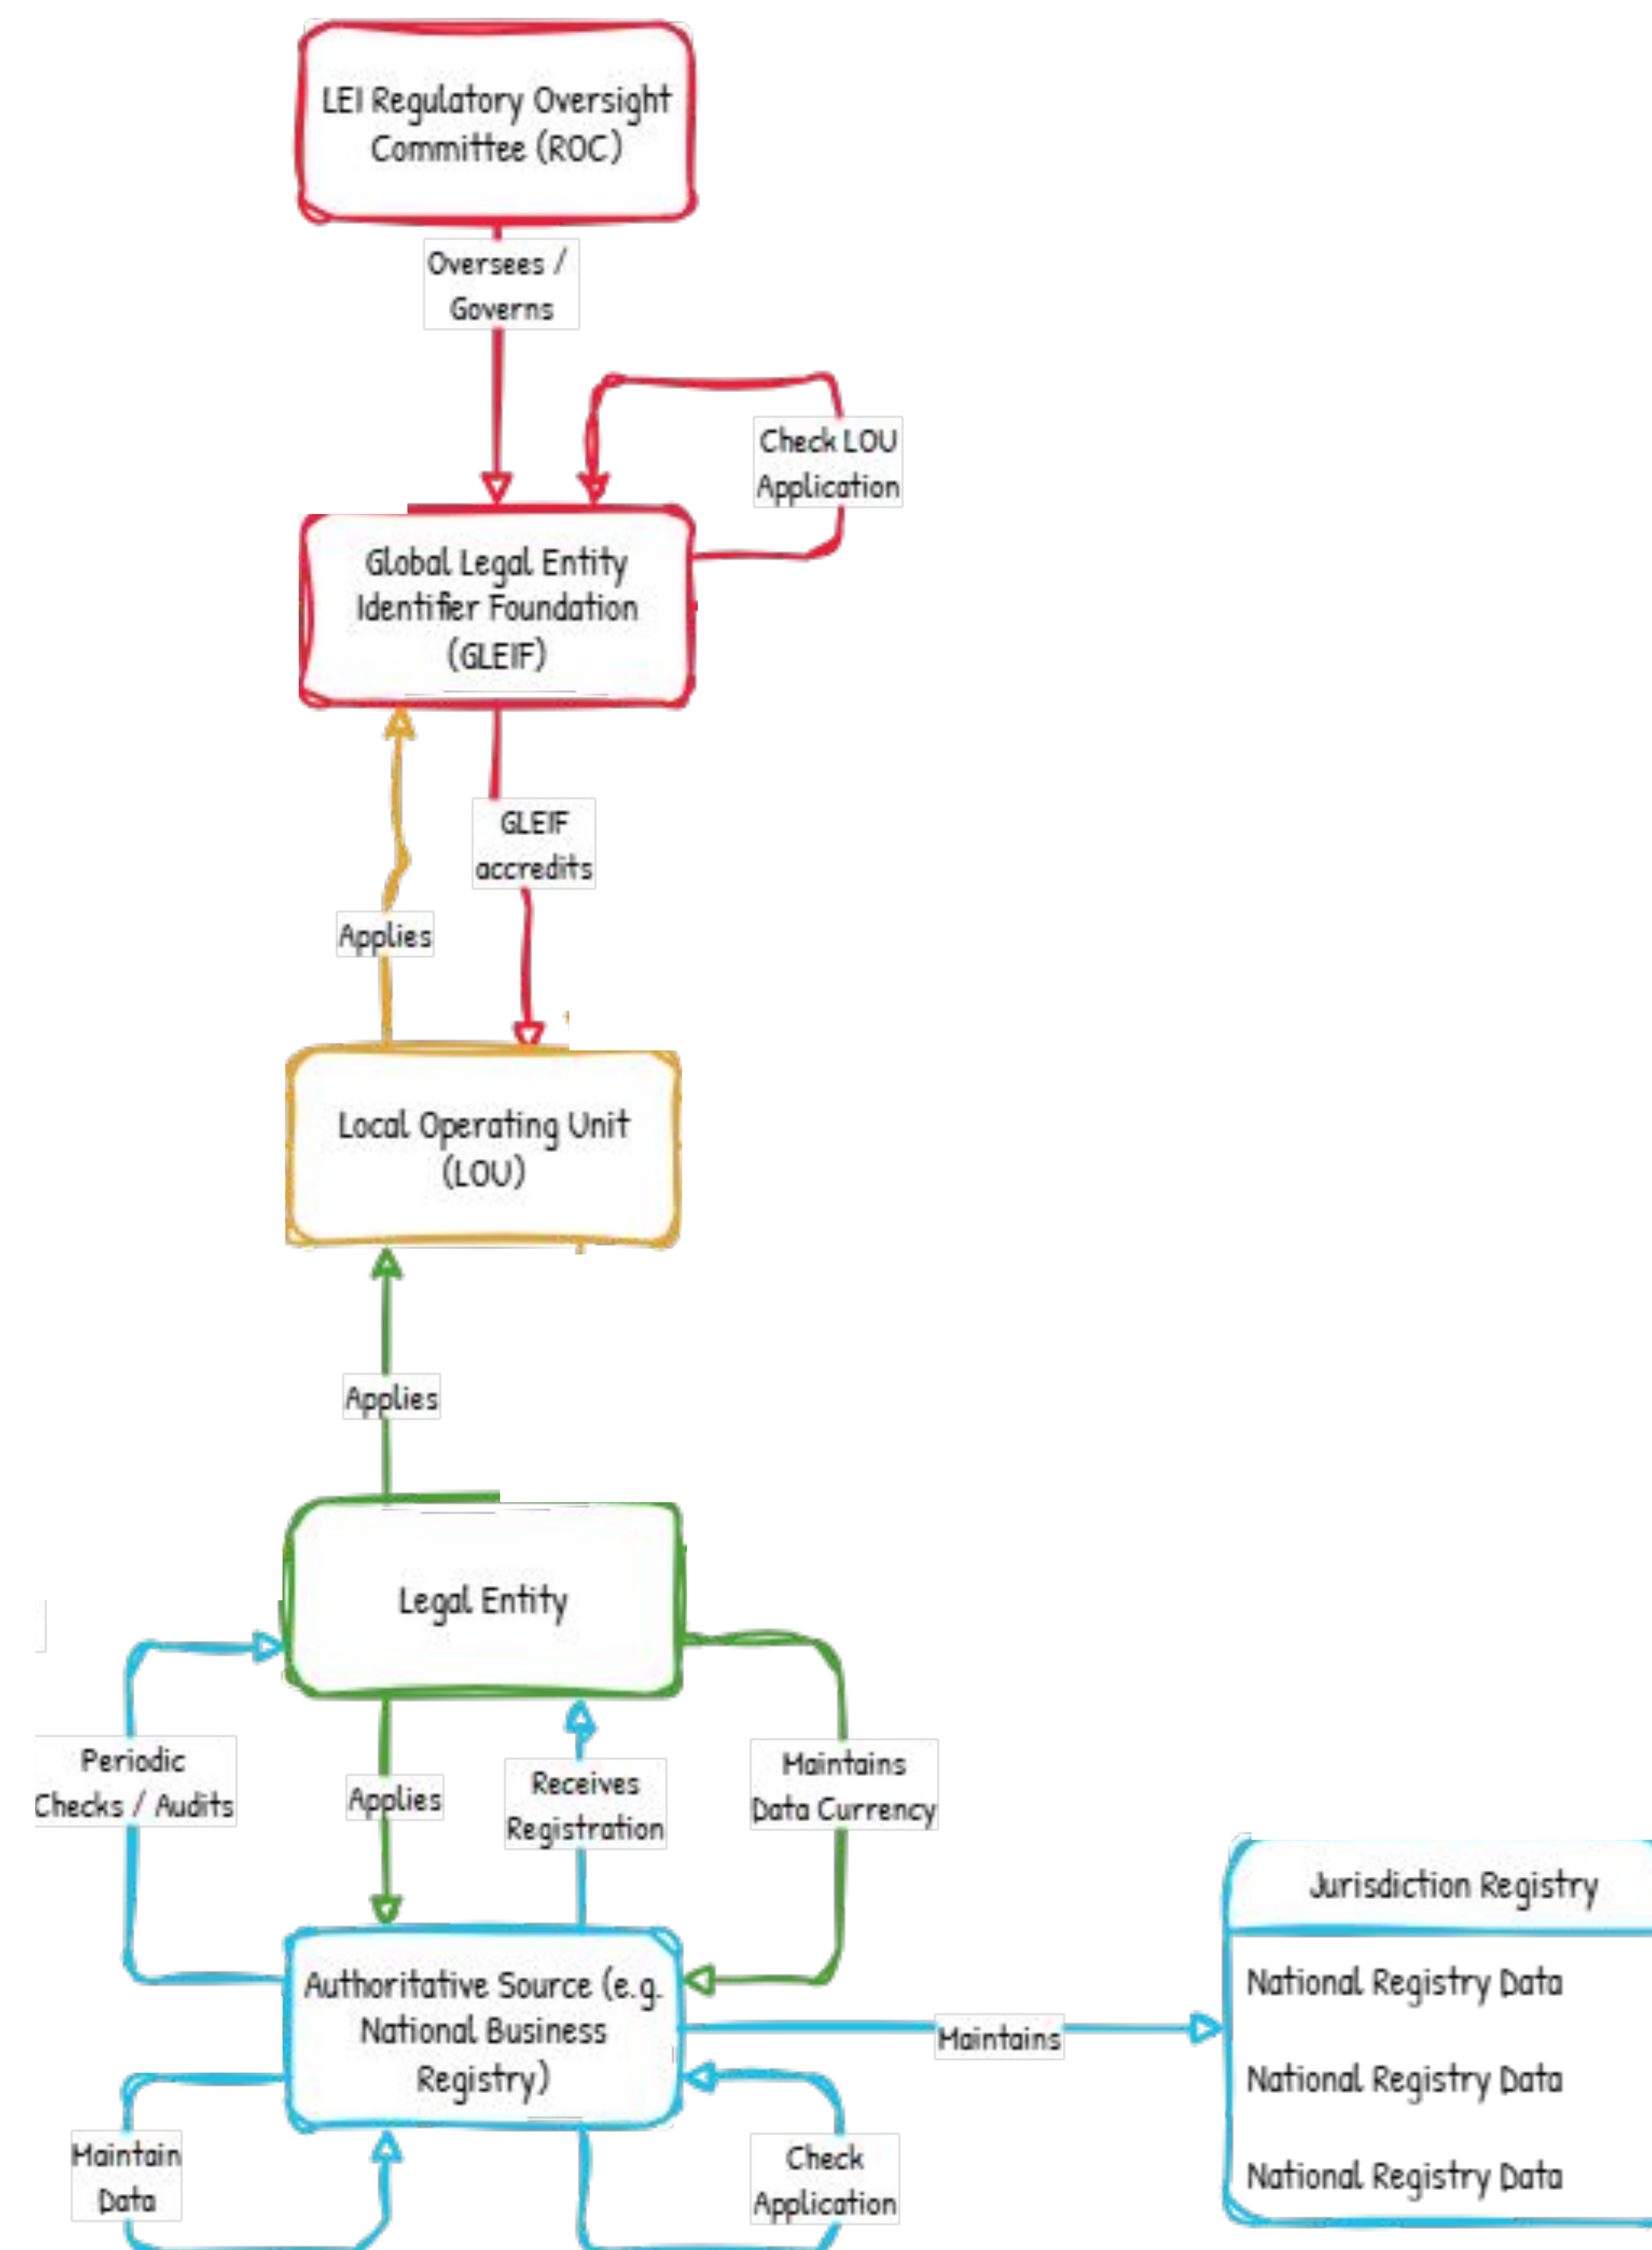 LEI Regulatory Oversight
Committee (ROC)
Oversees /
Governs
Check LOU
Application
Global Legal Entity
Identifier Foundation
(GLEIF)
GLEIF
accredits
Applies
Local Operating Unit
(LOU)
Applies
Legal Entity
Periodic
Checks / Audits
Applies
Receives
Registration
Maintains
Data Currency
Jurisdiction Registry
Authoritative Source (e.g.
National Business
Registry)
Maintains
National Registry Data
National Registry Data
National Registry Data
Maintain
Data
Check
Application